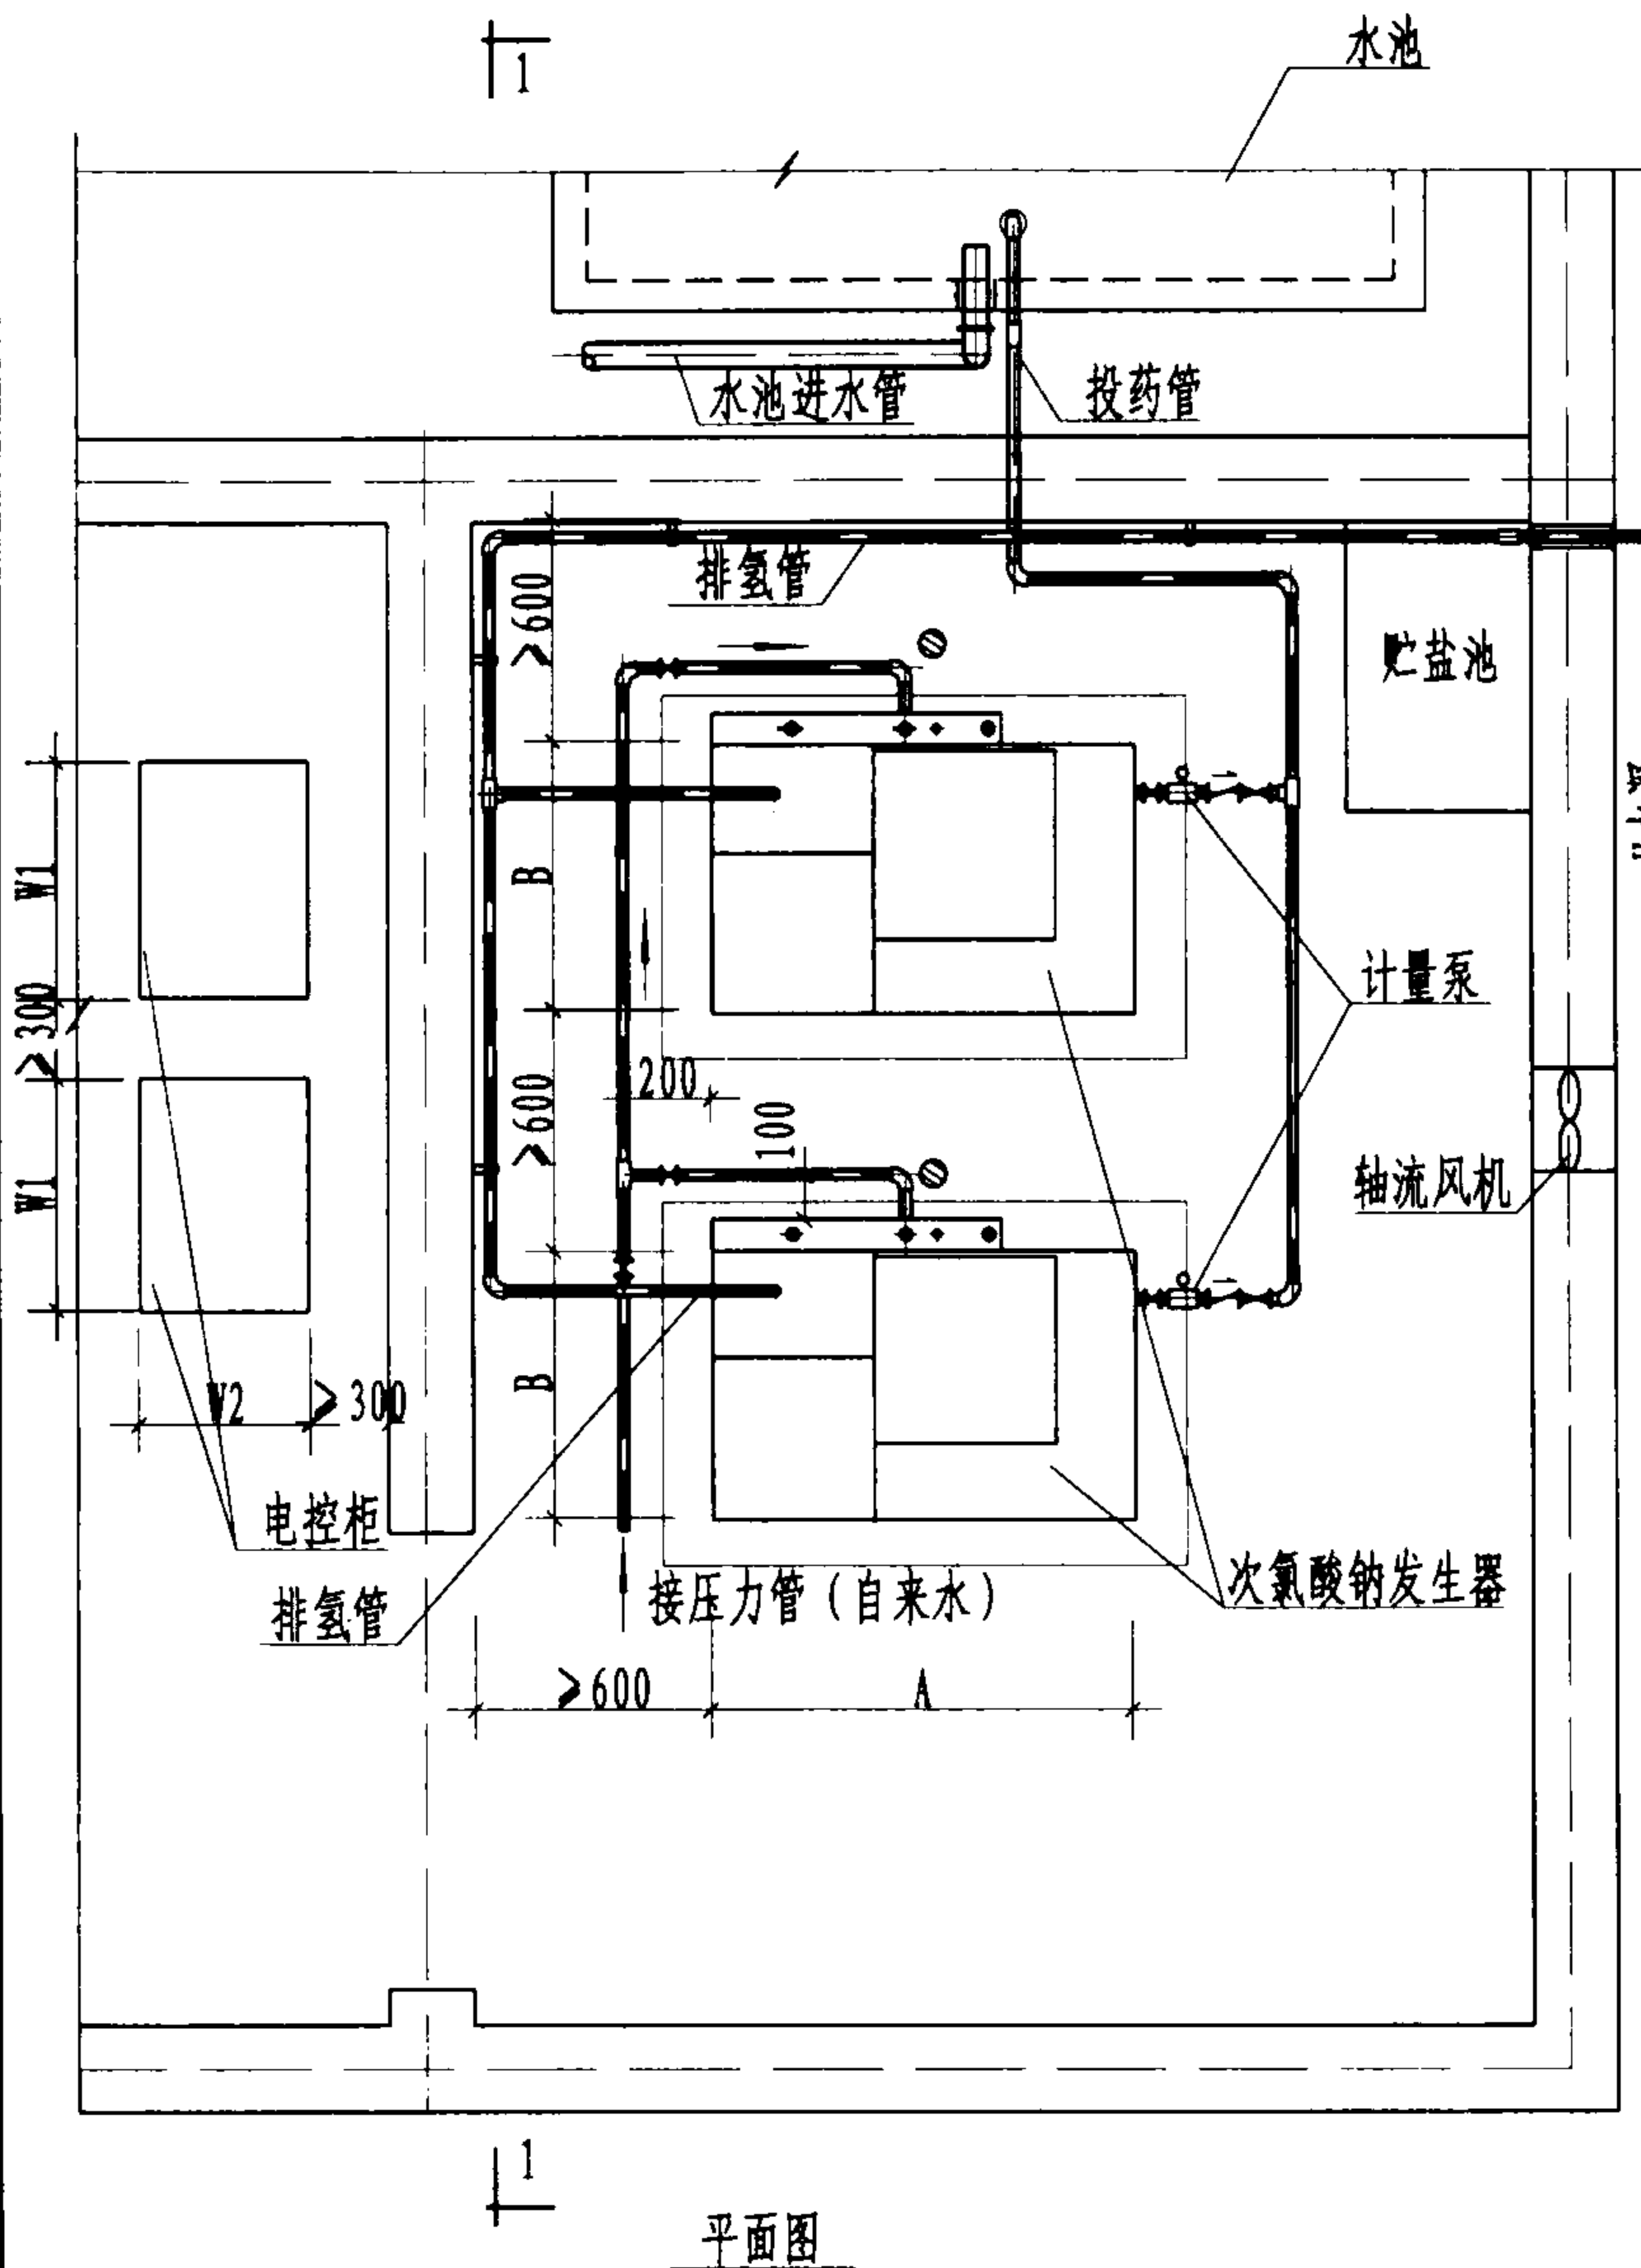 1
水池
水池进水管
投药管
排氢管
≥600
贮盐池
W1
B
计量泵
≥300
≥600
200
100
轴流风机
W1
B
W2
≥300
电控柜
排氢管
接压力管(自来水)
次氯酸钠发生器
≥600
A
1
平面图